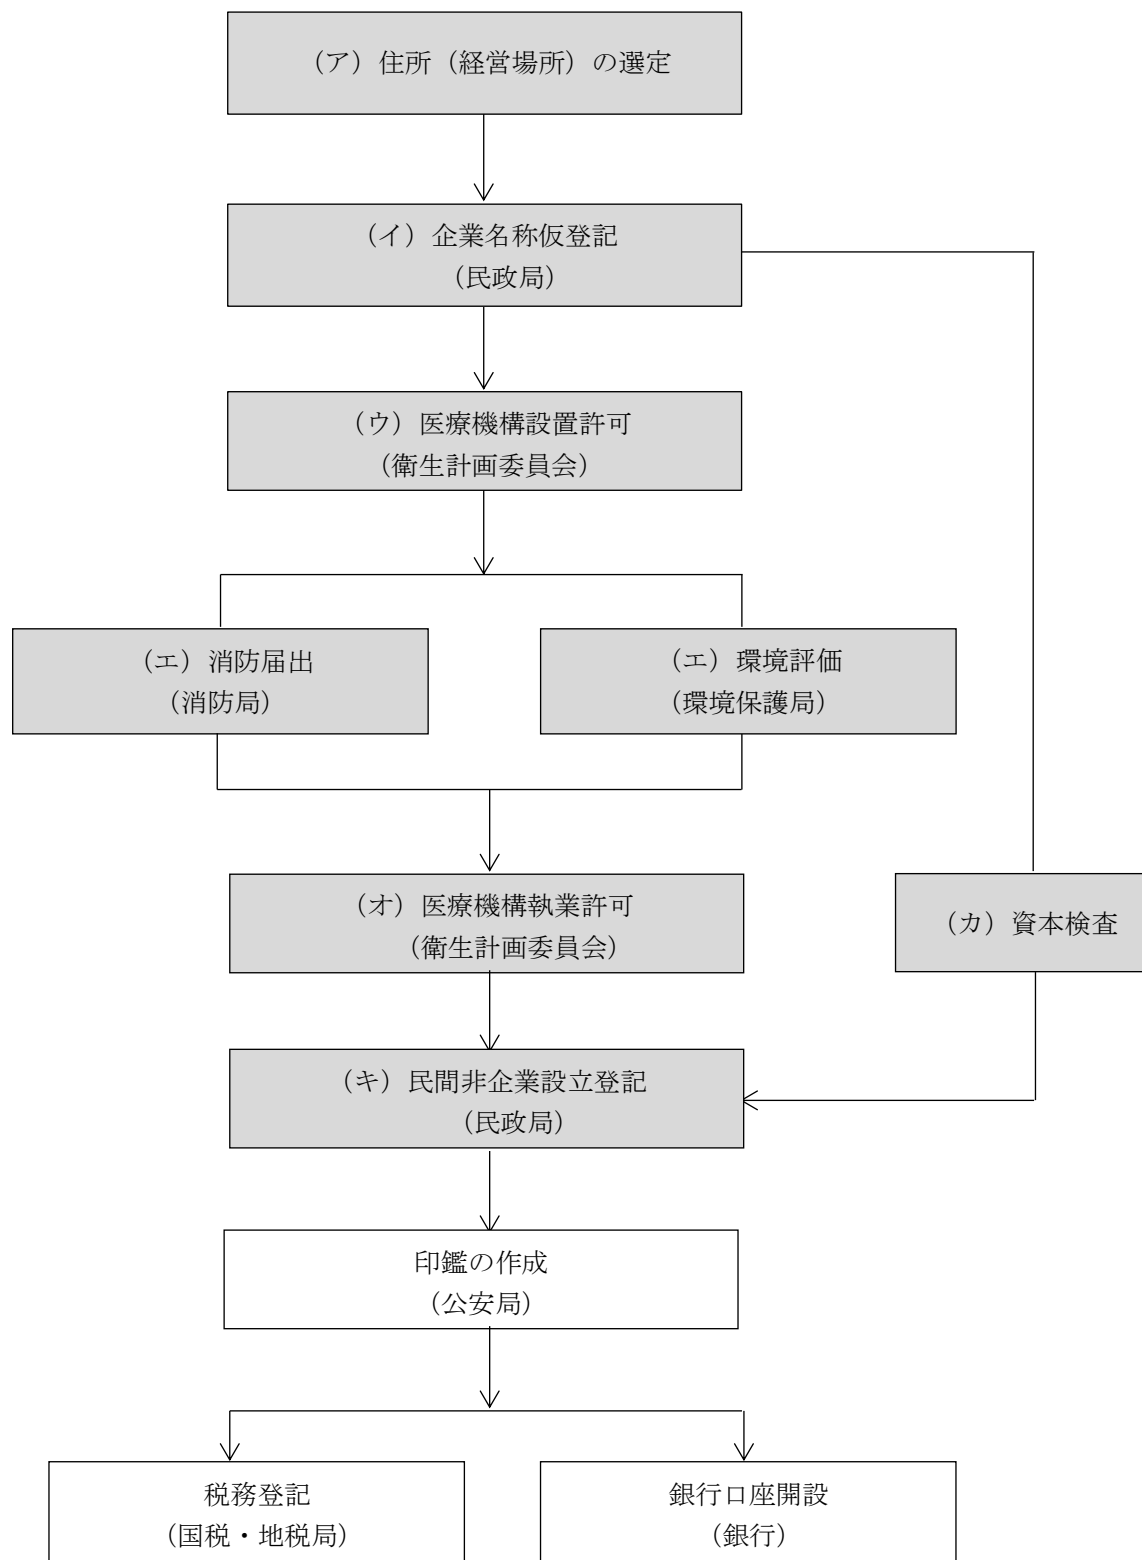 （ア）住所（経営場所）の選定
（イ）企業名称仮登記
（民政局）
（ウ）医療機構設置許可
（衛生計画委員会）
（エ）消防届出
（消防局）
（エ）環境評価
（環境保護局）
（オ）医療機構執業許可
（衛生計画委員会）
（カ）資本検査
（キ）民間非企業設立登記
（民政局）
印鑑の作成
（公安局）
税務登記
（国税・地税局）
銀行口座開設
（銀行）